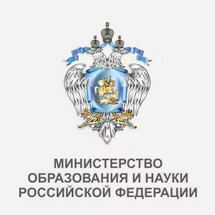 МИНИСТЕРСТВО
ОБРАЗОВАНИЯ И НАУКИ
РОССИЙСКОЙ ФЕДЕРАЦИИ